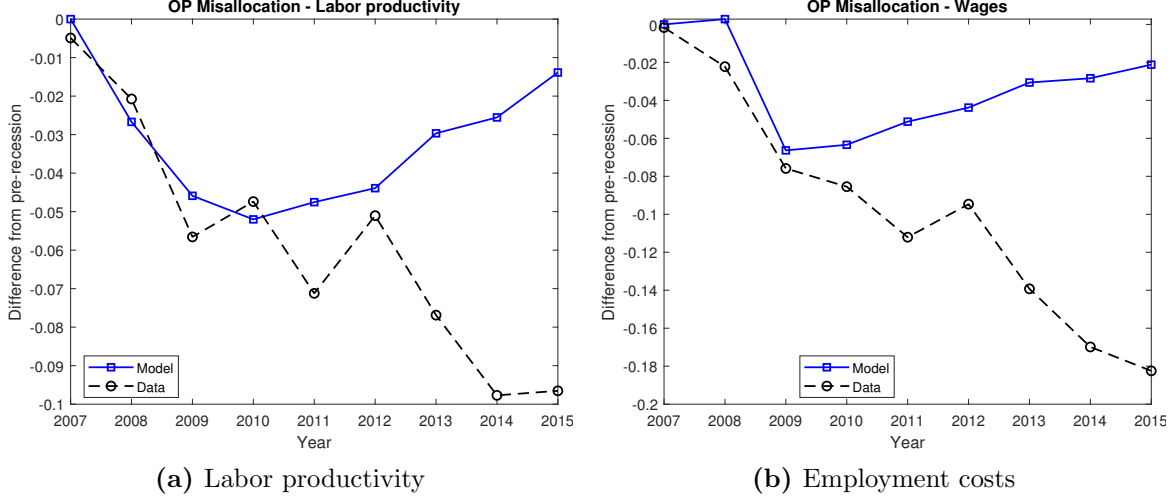 OP Misallocation - Labor productivity
0
-0.01
-0.02
-0.03
-0.04
-0.05
-0.06
-0.07
-0.08
-0.09
-0.1
Difference from pre-recession
Model
Data
2007 2008 2009 2010 2011 2012 2013 2014 2015
Year
(a) Labor productivity
OP Misallocation - Wages
0
-0.02
-0.04
-0.06
-0.08
-0.1
-0.12
-0.14
-0.16
-0.18
-0.2
Difference from pre-recession
Model
Data
2007 2008 2009 2010 2011 2012 2013 2014 2015
Year
(b) Employment costs